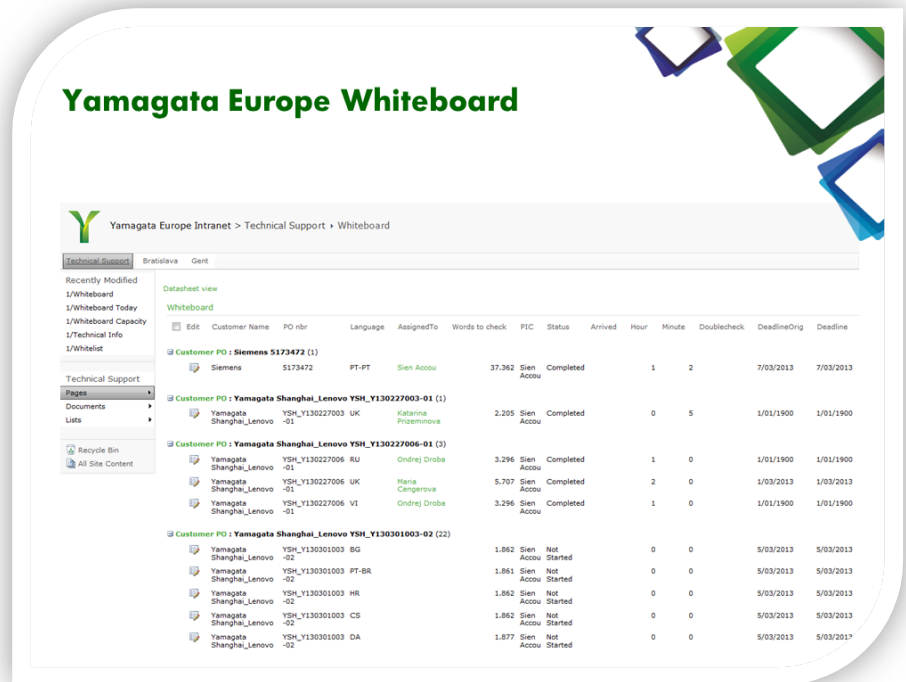 Yamagata Europe Whiteboard
Yamagata Europe Intranet > Technical Support › Whiteboard
Technical Support Bratislava Gent
Recently Modified
1/Whiteboard
1/Whiteboard Today
1/Whiteboard Capacity
1/Technical Info
1/Whitelist
Technical Support
Pages
Documents
Lists
Recycle Bin
All Site Content
Datasheet view
Whiteboard
Edit Customer Name PO nbr Language AssignedTo Words to check PIC Status Arrived Hour Minute Doublecheck DeadlineOrig Deadline
Customer PO : Siemens 5173472 (1)
Siemens 5173472 PT-PT Sien Accou 37.362 Sien Completed 1 2 7/03/2013 7/03/2013
Accou
Customer PO : Yamagata Shanghai_Lenovo YSH_Y130227003-01 (1)
Yamagata YSH_Y130227003 UK Katarina 2.205 Sien Completed 0 5 1/01/1900 1/01/1900
Shanghai_Lenovo -01 Prizeminova Accou
Customer PO : Yamagata Shanghai_Lenovo YSH_Y130227006-01 (3)
Yamagata YSH_Y130227006 RU Ondrej Droba 3.296 Sien Completed 1 0 1/01/1900 1/01/1900
Shanghai_Lenovo -01 Accou
Yamagata YSH_Y130227006 UK Maria 5.707 Sien Completed 2 0 1/03/2013 1/03/2013
Shanghai_Lenovo -01 Cengerova Accou
Yamagata YSH_Y130227006 VI Ondrej Droba 3.296 Sien Completed 1 0 1/01/1900 1/01/1900
Shanghai_Lenovo -01 Accou
Customer PO : Yamagata Shanghai_Lenovo YSH_Y130301003-02 (22)
Yamagata YSH_Y130301003 BG 1.862 Sien Not 0 0 5/03/2013 5/03/2013
Shanghai_Lenovo -02 Accou Started
Yamagata YSH_Y130301003 PT-BR 1.861 Sien Not 0 0 5/03/2013 5/03/2013
Shanghai_Lenovo -02 Accou Started
Yamagata YSH_Y130301003 HR 1.862 Sien Not 0 0 5/03/2013 5/03/2013
Shanghai_Lenovo -02 Accou Started
Yamagata YSH_Y130301003 CS 1.862 Sien Not 0 0 5/03/2013 5/03/2013
Shanghai_Lenovo -02 Accou Started
Yamagata YSH_Y130301003 DA 1.877 Sien Not 0 0 5/03/2013 5/03/2013
Shanghai_Lenovo -02 Accou Started